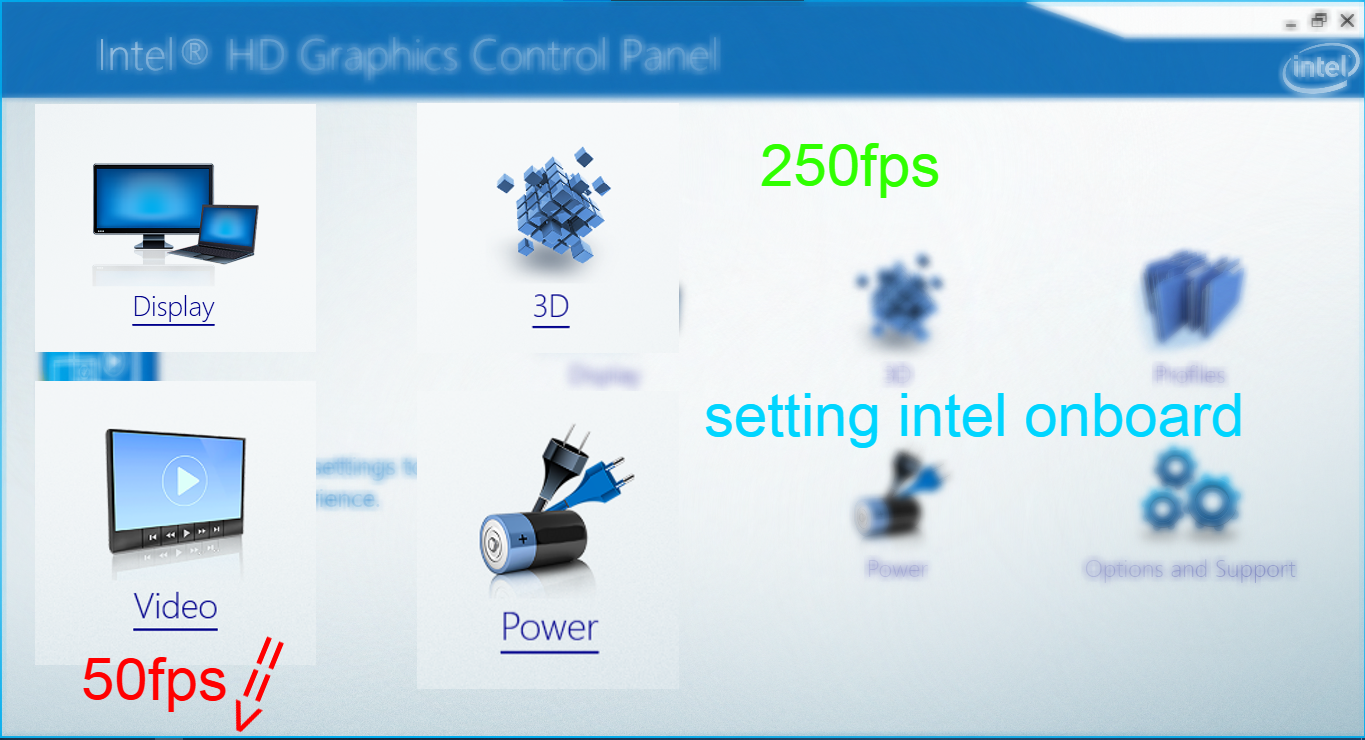 Intel® HD Graphics Control Panel
intel
250fps
Display
3D
Display
3D
Profiles
setting intel onboard
settings t
ience.
Power
Options and Support
Video
Power
50fps